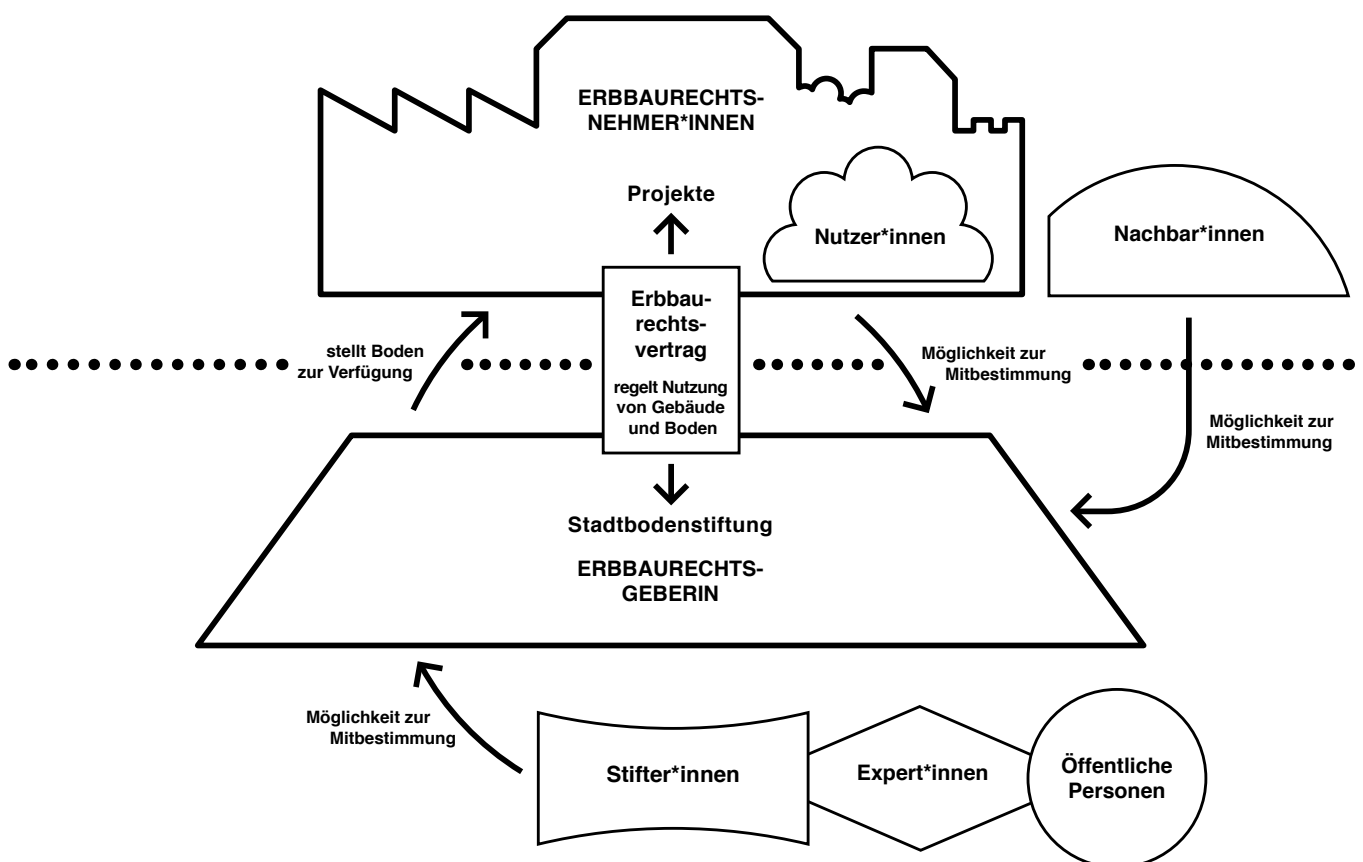 ERBBAURECHTS-
NEHMER*INNEN
Projekte
Nutzer*innen
Nachbar*innen
Erbbau-
rechts-
vertrag
regelt Nutzung
von Gebäude
und Boden
stellt Boden
zur Verfügung
Möglichkeit zur
Mitbestimmung
Möglichkeit zur
Mitbestimmung
Stadtbodenstiftung
ERBBAURECHTS-
GEBERIN
Möglichkeit zur
Mitbestimmung
Stifter*innen
Expert*innen
Öffentliche
Personen